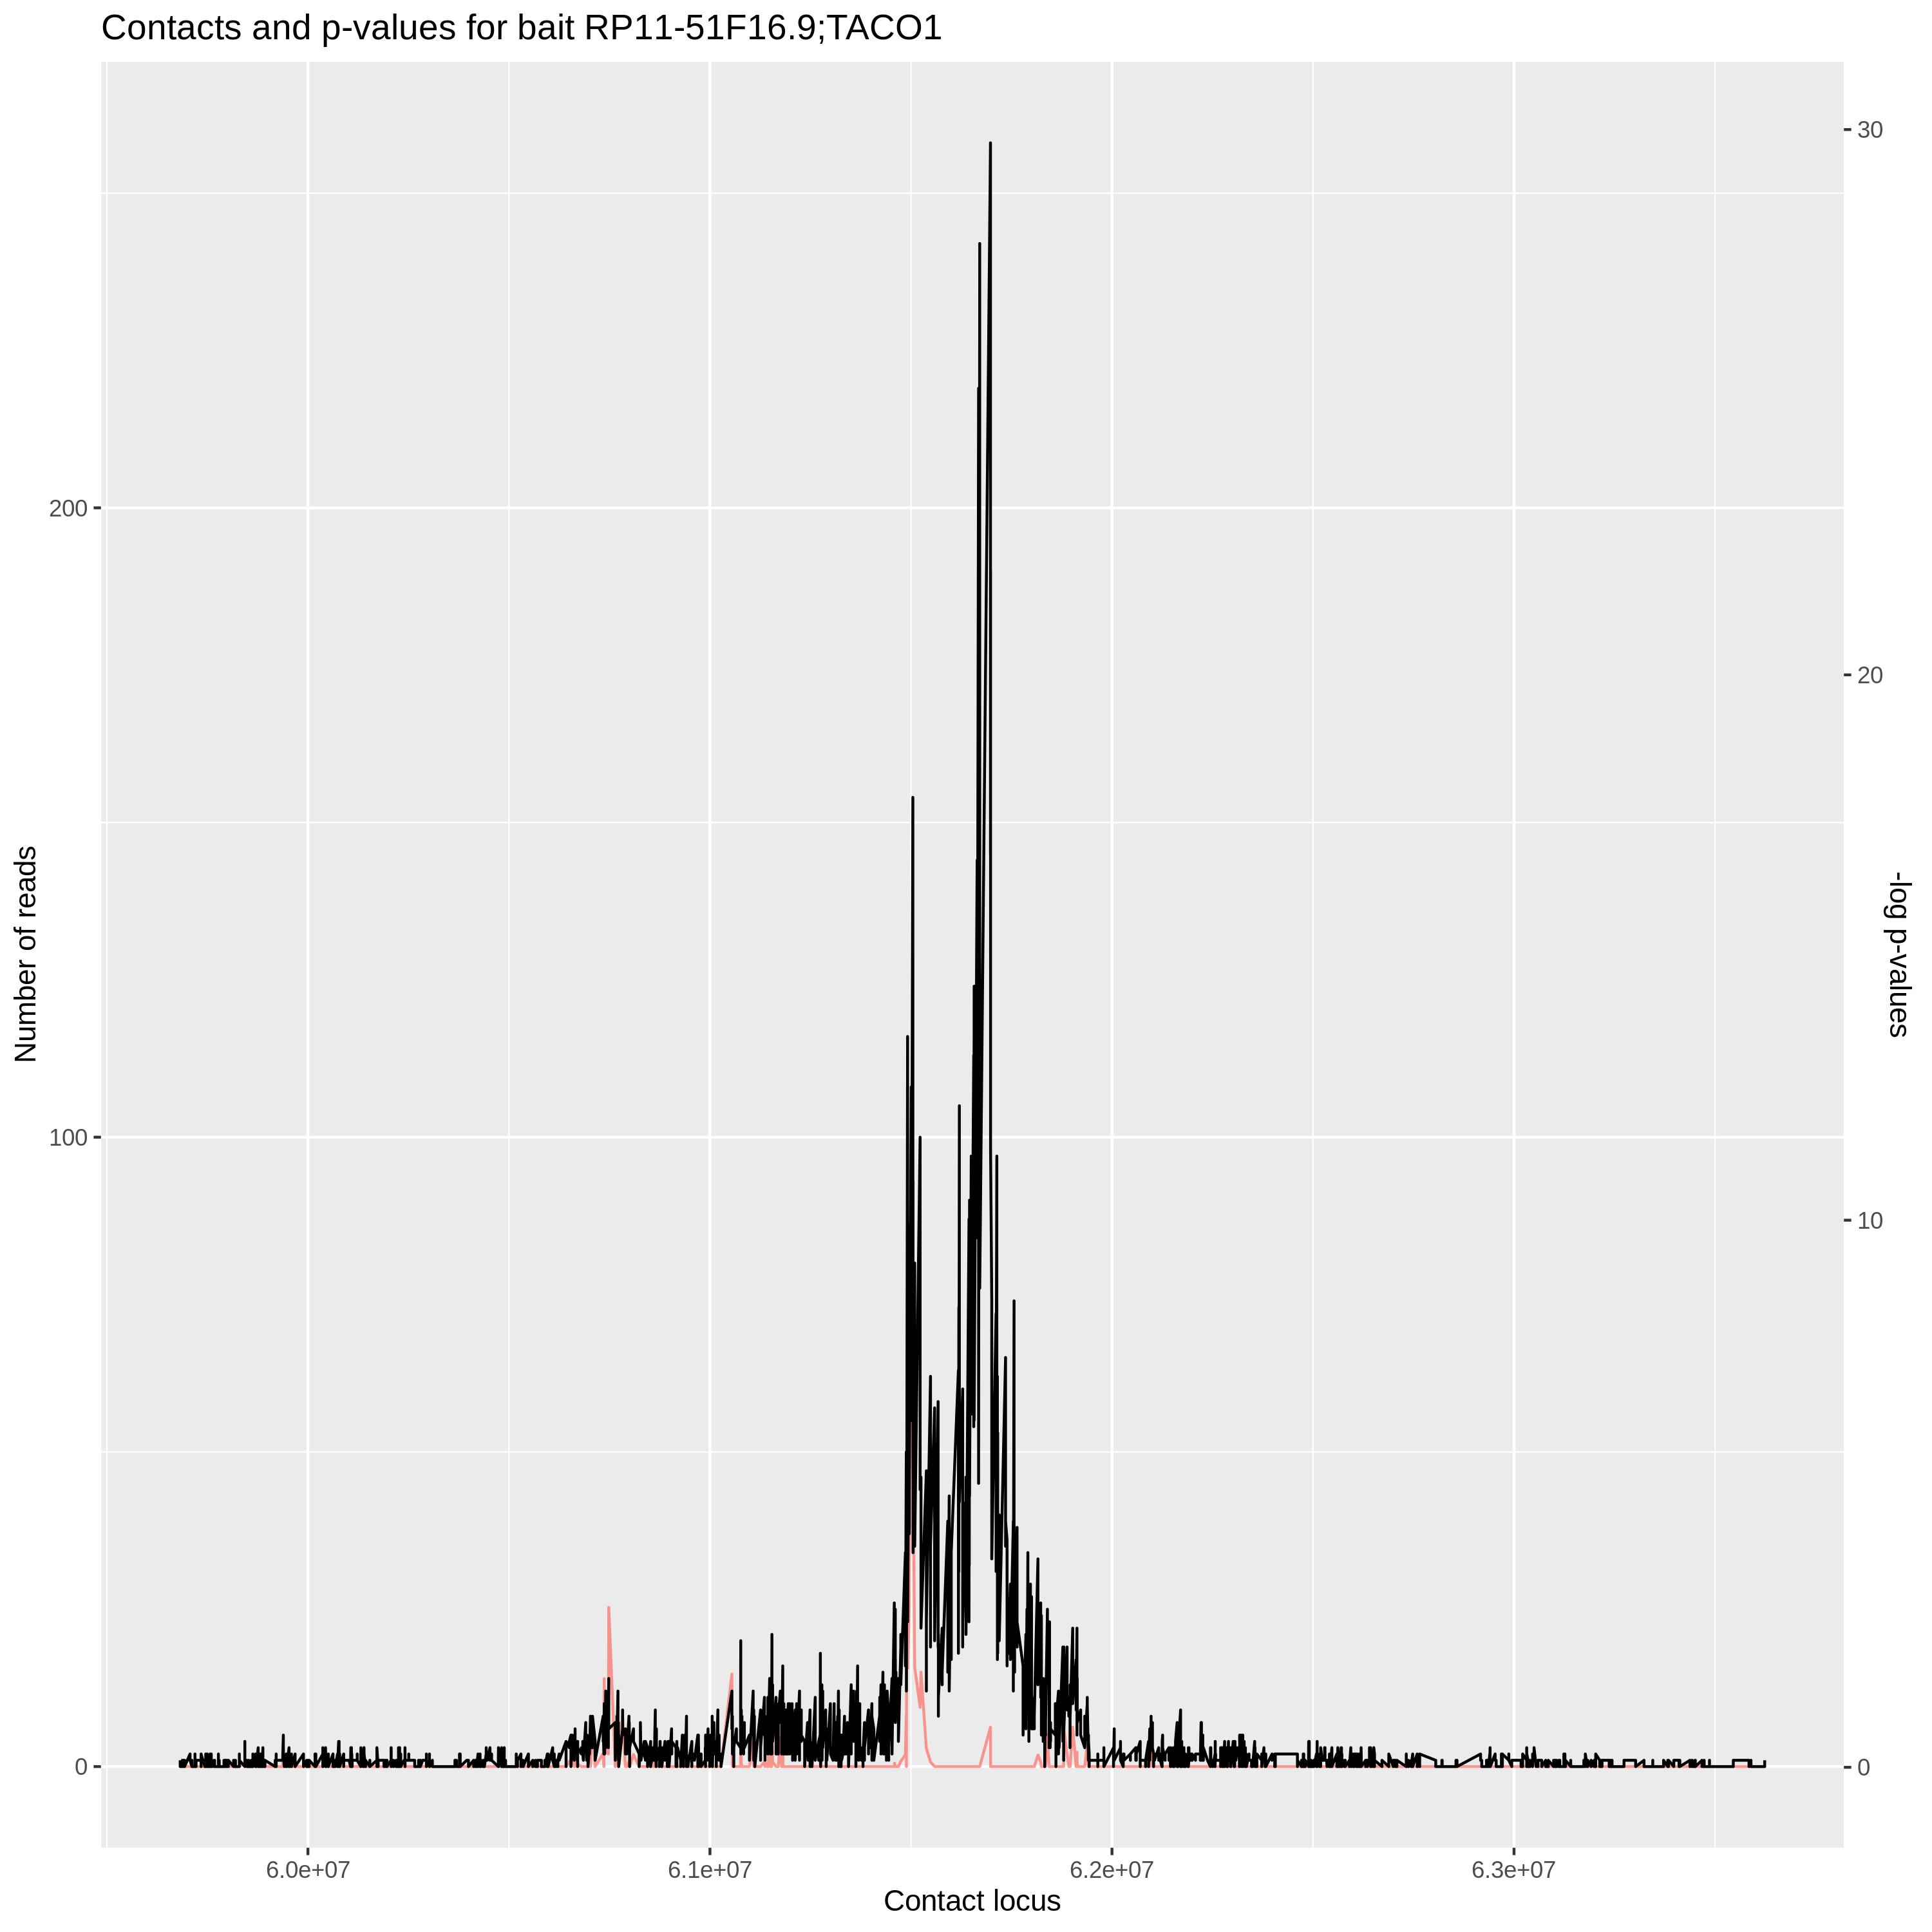 Contacts and p-values for bait RP11-51F16.9;TACO1
30
200
20
Number of reads
-log p-values
100
10
0
0
6.0e+07
6.1e+07
6.2e+07
6.3e+07
Contact locus